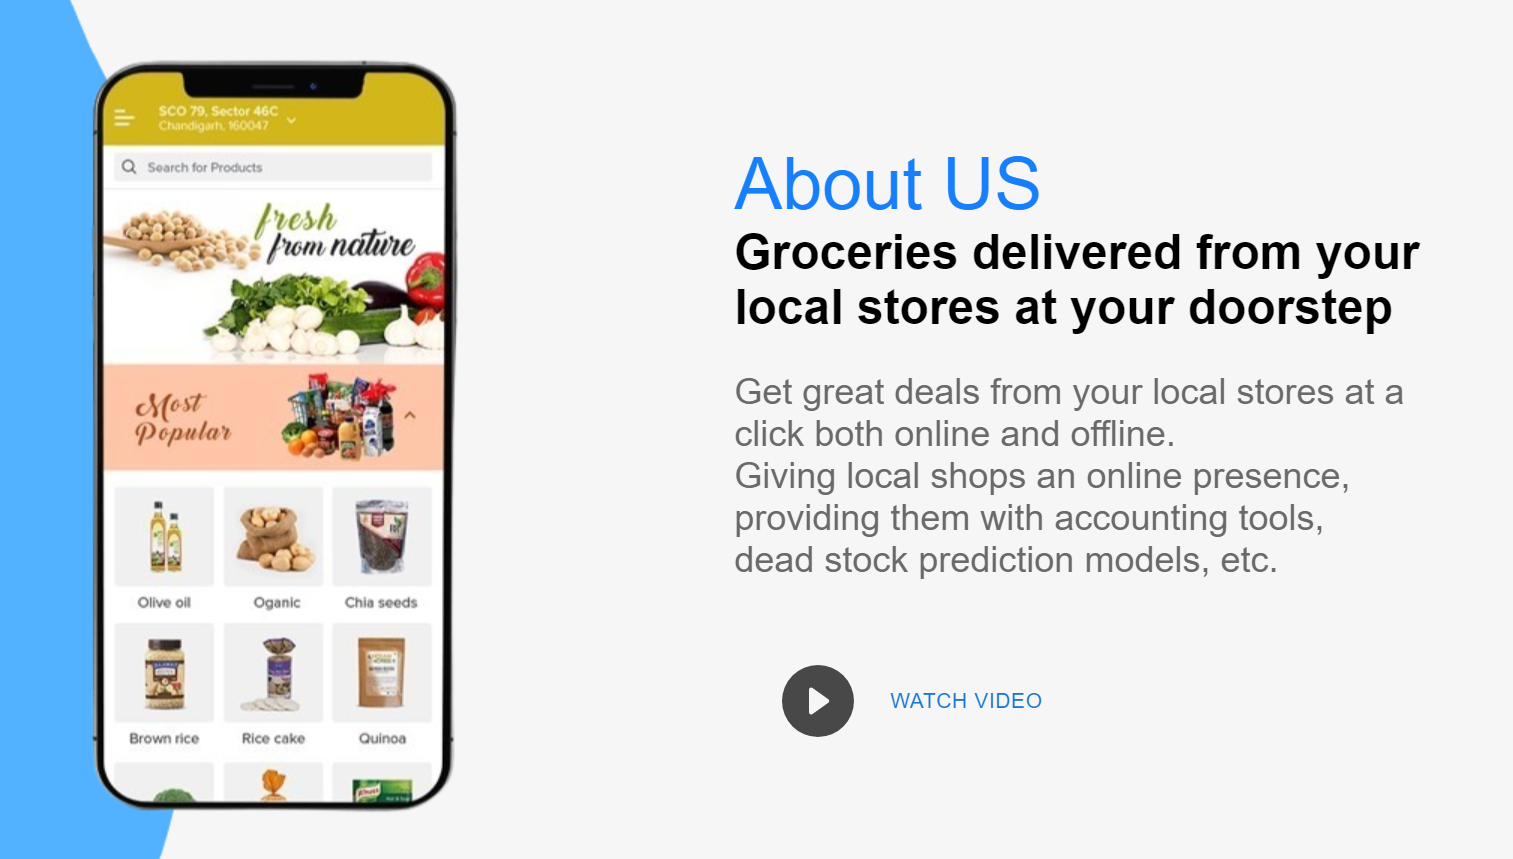 SCO 79, Sector 46C
Chandigarh, 160047
Search for Products
fresh
from nature
Most
Popular
Olive oil
Oganic
Chia seeds
Brown rice
Rice cake
Quinoa
Knorr
About US
Groceries delivered from your
local stores at your doorstep
Get great deals from your local stores at a
click both online and offline.
Giving local shops an online presence,
providing them with accounting tools,
dead stock prediction models, etc.
WATCH VIDEO